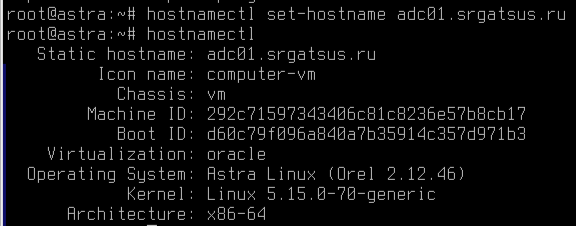 root@astra:~# hostnamectl set-hostname adc01.srgatsus.ru
root@astra:~# hostnamectl
Static hostname: adc01.srgatsus.ru
Icon name: computer-vm
Chassis: vm
Machine ID: 292c71597343406c81c8236e57b8cb17
Boot ID: d60c79f096a840a7b35914c357d971b3
Virtualization: oracle
Operating System: Astra Linux (Orel 2.12.46)
Kernel: Linux 5.15.0-70-generic
Architecture: x86-64